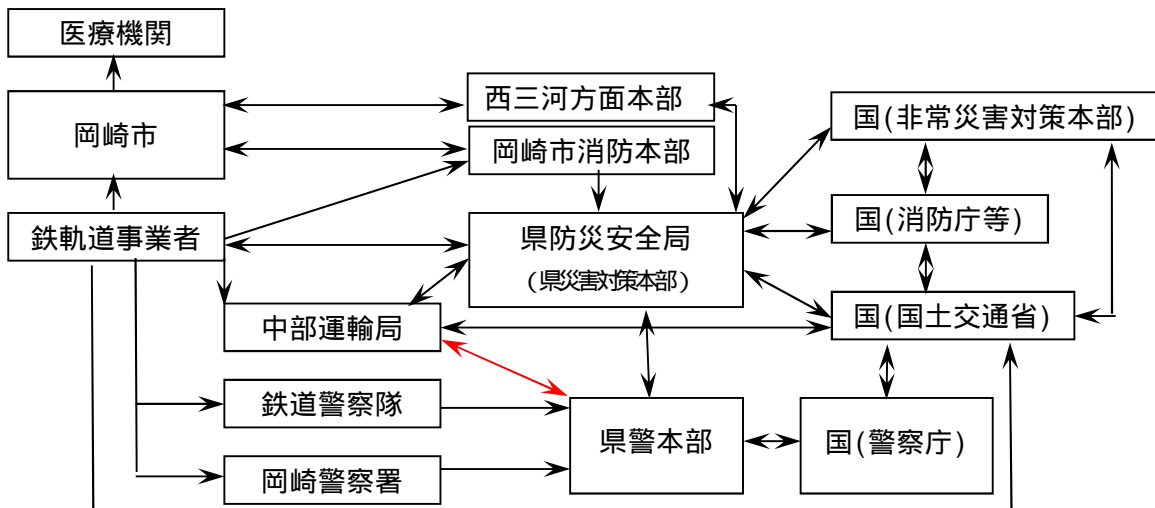 医療機関
岡崎市
西三河方面本部
国(非常災害対策本部)
岡崎市消防本部
鉄軌道事業者
県防災安全局
(県災害対策本部)
国(消防庁等)
中部運輸局
国(国土交通省)
鉄道警察隊
県警本部
国(警察庁)
岡崎警察署